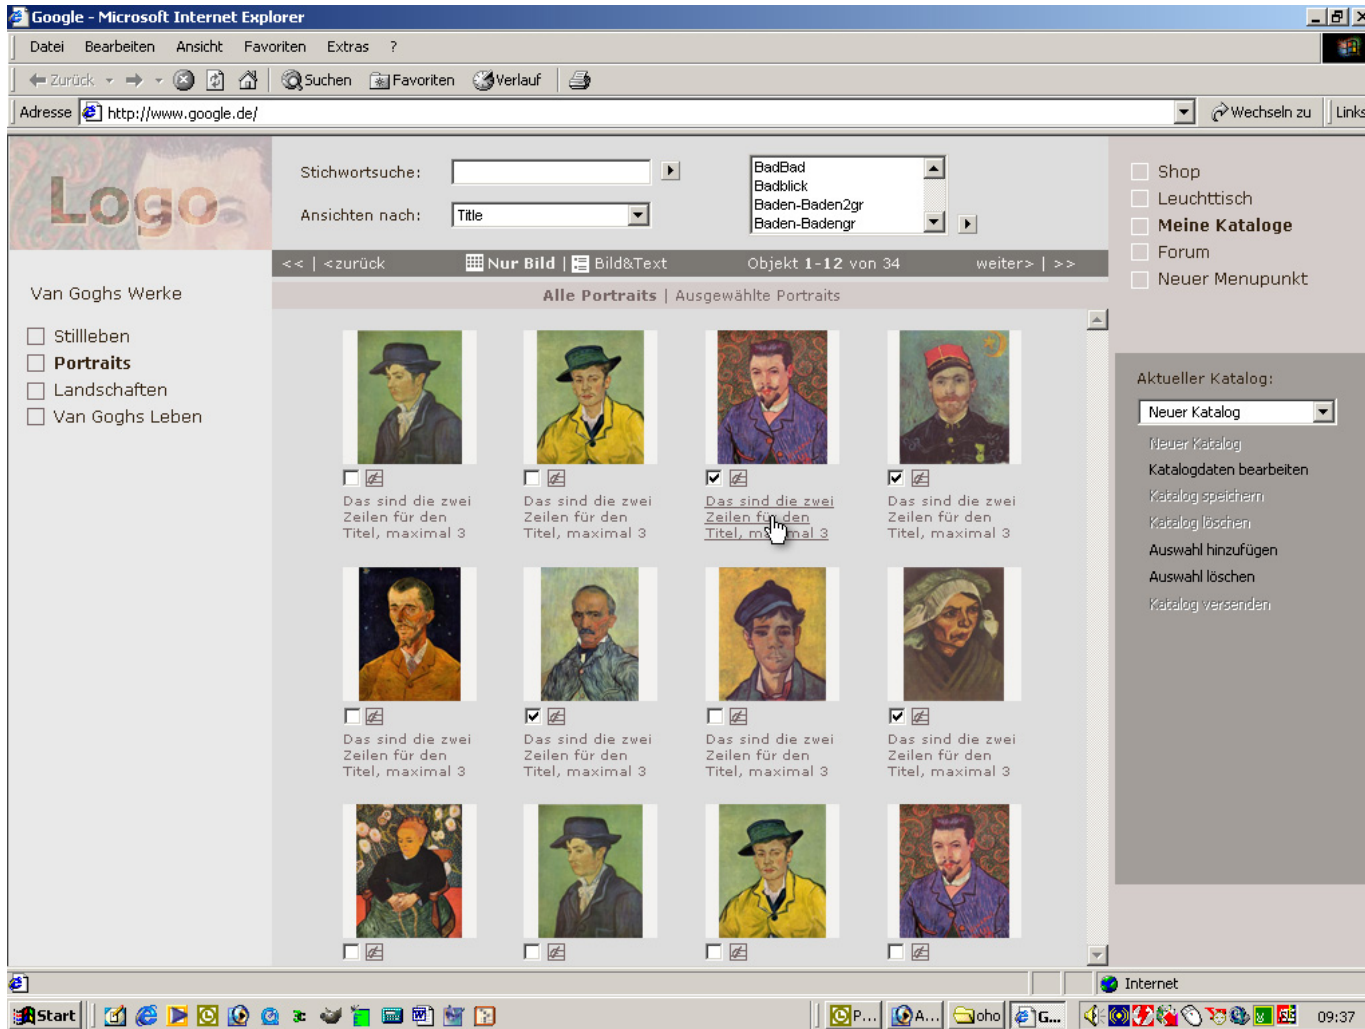 Google - Microsoft Internet Explorer
Datei Bearbeiten Ansicht Favoriten Extras ?
Zurück Suchen Favoriten Verlauf
Adresse http://www.google.de/ Wechseln zu Links
Logo
Stichwortsuche:
Ansichten nach: Title
BadBad
Badblick
Baden-Baden2gr
Baden-Badengr
Shop
Leuchttisch
Meine Kataloge
Forum
Neuer Menupunkt
<< | <zurück Nur Bild | Bild&Text Objekt 1-12 von 34 weiter> | >>
Alle Portraits | Ausgewählte Portraits
Van Goghs Werke
Stillleben
Portraits
Landschaften
Van Goghs Leben
Das sind die zwei
Zeilen für den
Titel, maximal 3
Das sind die zwei
Zeilen für den
Titel, maximal 3
Das sind die zwei
Zeilen für den
Titel, maximal 3
Das sind die zwei
Zeilen für den
Titel, maximal 3
Das sind die zwei
Zeilen für den
Titel, maximal 3
Das sind die zwei
Zeilen für den
Titel, maximal 3
Das sind die zwei
Zeilen für den
Titel, maximal 3
Das sind die zwei
Zeilen für den
Titel, maximal 3
Aktueller Katalog:
Neuer Katalog
Neuer Katalog
Katalogdaten bearbeiten
Katalog speichern
Katalog löschen
Auswahl hinzufügen
Auswahl löschen
Katalog versenden
Internet
Start P... A... oho G... 09:37